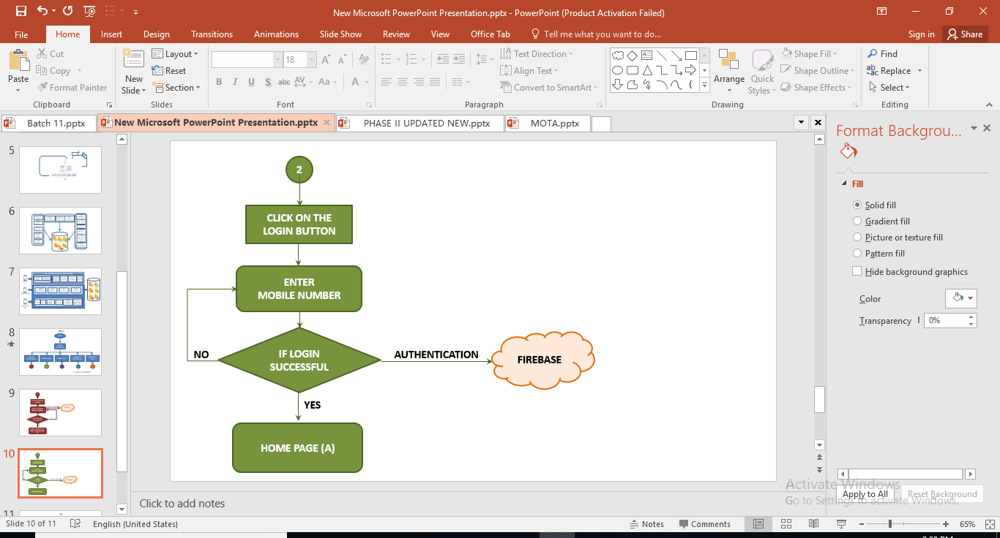 New Microsoft PowerPoint Presentation.pptx - PowerPoint (Product Activation Failed)
File Home Insert Design Transitions Animations Slide Show Review View Office Tab Tell me what you want to do... Sign in Share
Paste
Cut
Copy
Format Painter
Clipboard
New Slide
Layout
Reset
Section
Slides
18
B I U S abc AV Aa A
Font
Text Direction
Align Text
Convert to SmartArt
Paragraph
Arrange
Quick Styles
Shape Fill
Shape Outline
Shape Effects
Drawing
Find
Replace
Select
Editing
Batch 11.pptx New Microsoft PowerPoint Presentation.pptx PHASE II UPDATED NEW.pptx MOTA.pptx
5
6
7
8
9
10
11
2
CLICK ON THE
LOGIN BUTTON
ENTER
MOBILE NUMBER
IF LOGIN
SUCCESSFUL
NO
AUTHENTICATION
FIREBASE
YES
HOME PAGE (A)
Click to add notes
Format Backgrou...
Fill
Solid fill
Gradient fill
Picture or texture fill
Pattern fill
Hide background graphics
Color
Transparency 0%
Activate Windows
Go to Settings to activate Windows.
Apply to All Reset Background
Slide 10 of 11 English (United States) Notes Comments 65%